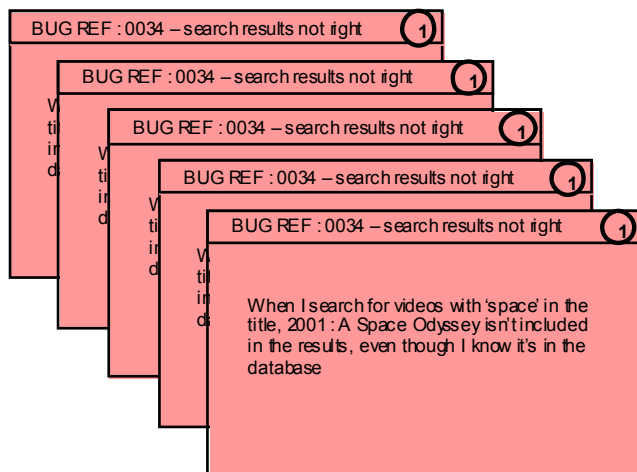 BUG REF : 0034 – search results not right 1
BUG REF : 0034 – search results not right 1
BUG REF : 0034 – search results not right 1
BUG REF : 0034 – search results not right 1
BUG REF : 0034 – search results not right 1
When I search for videos with ‘space’ in the
title, 2001 : A Space Odyssey isn’t included
in the results, even though I know it’s in the
database